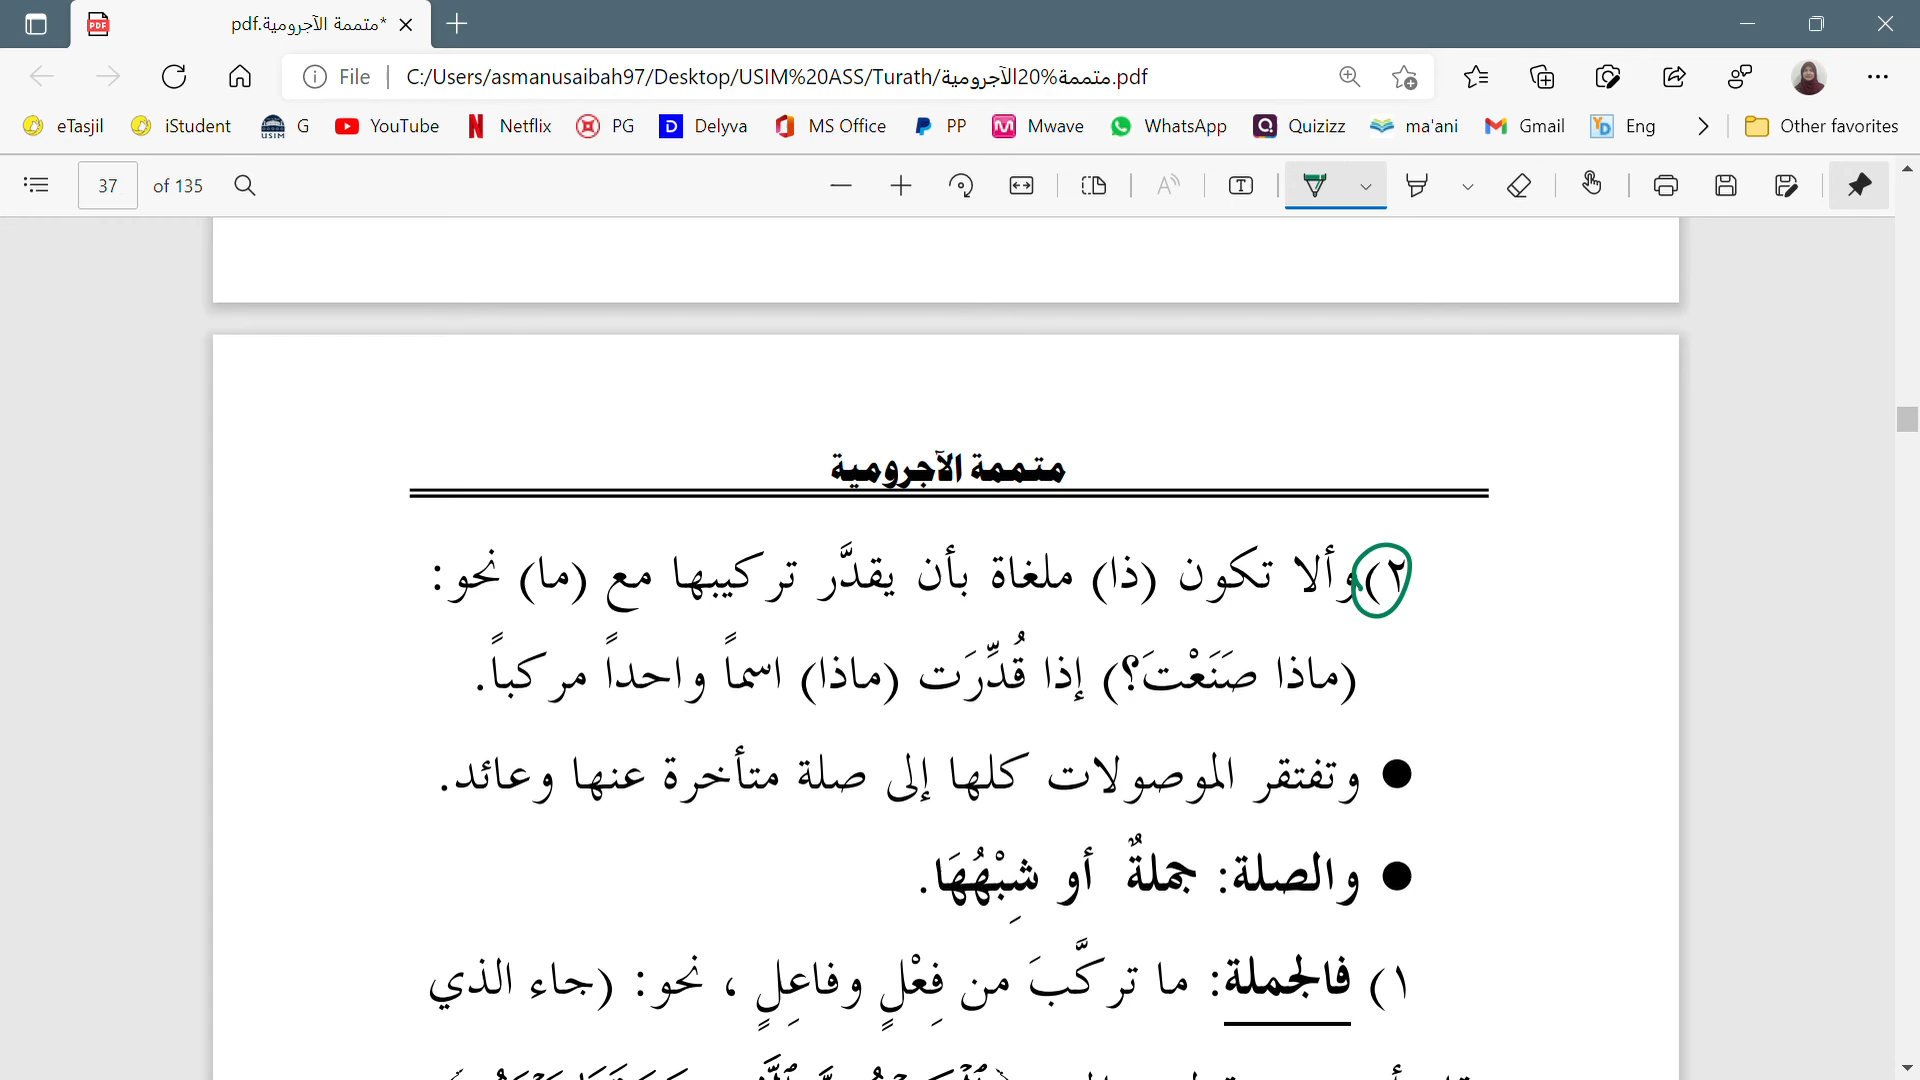 متممة الآجرومية.pdf*
File
C:/Users/asmanusaibah97/Desktop/USIM%20ASS/Turath/متممة%20الآجرومية.pdf
eTasjil iStudent G YouTube Netflix PG Delyva MS Office PP Mwave WhatsApp Quizizz ma'ani Gmail Eng Other favorites
37 of 135
متممة الآجرومية
٢) وألا تكون (ذا) ملغاة بأن يقدَّر تركيبها مع (ما) نحو:
(ماذا صَنَعْتَ؟) إذا قُدِّرَت (ماذا) اسماً واحداً مركباً.
● وتفتقر الموصولات كلها إلى صلة متأخرة عنها وعائد.
● والصلة: جملةٌ أو شِبْهُهَا.
١) فالجملة: ما تركَّبَ من فِعْلٍ وفاعِلٍ ، نحو: (جاء الذي